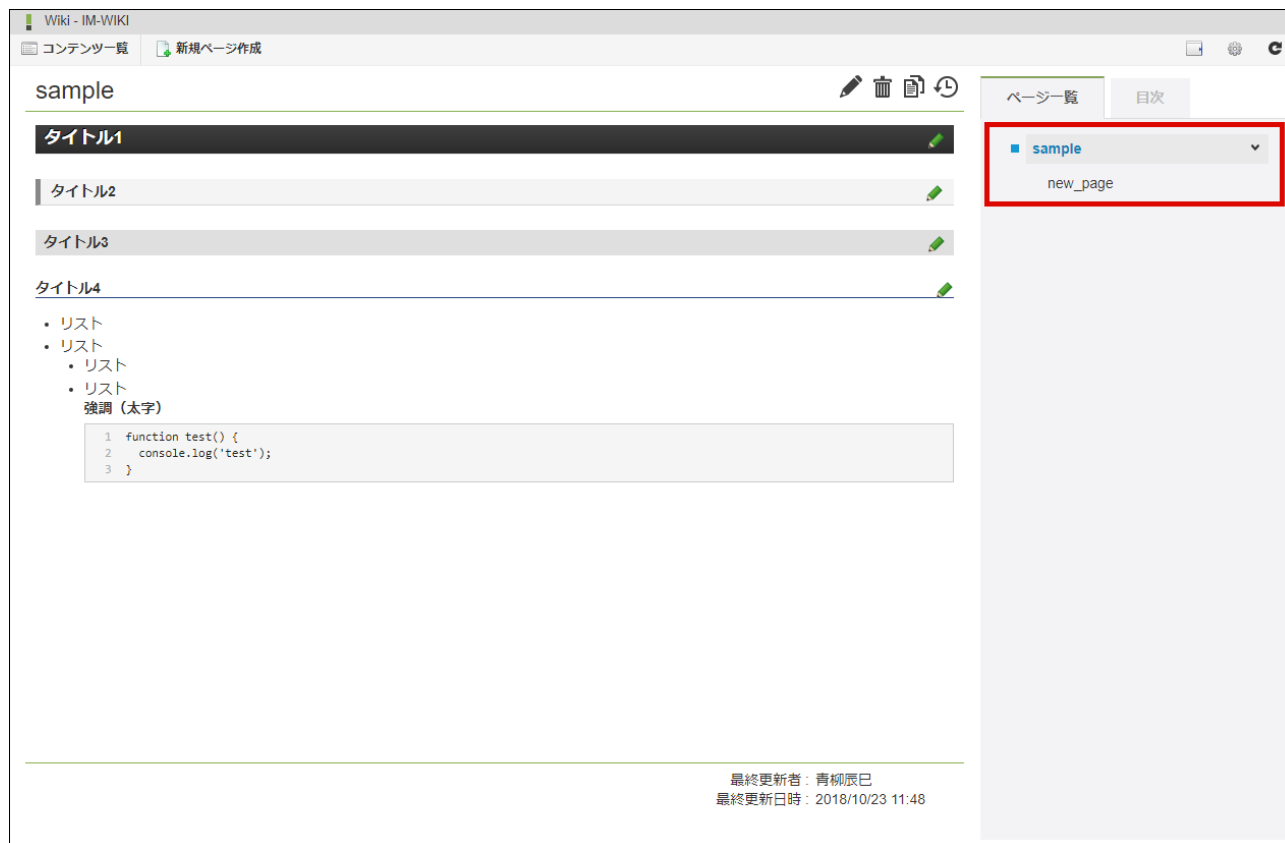 Wiki - IM-WIKI
コンテンツ一覧 新規ページ作成
sample
タイトル1
タイトル2
タイトル3
タイトル4
• リスト
• リスト
• リスト
• リスト
強調（太字）
1 function test() {
2 console.log('test');
3 }
最終更新者 : 青柳辰巳
最終更新日時 : 2018/10/23 11:48
ページ一覧 目次
sample
new_page